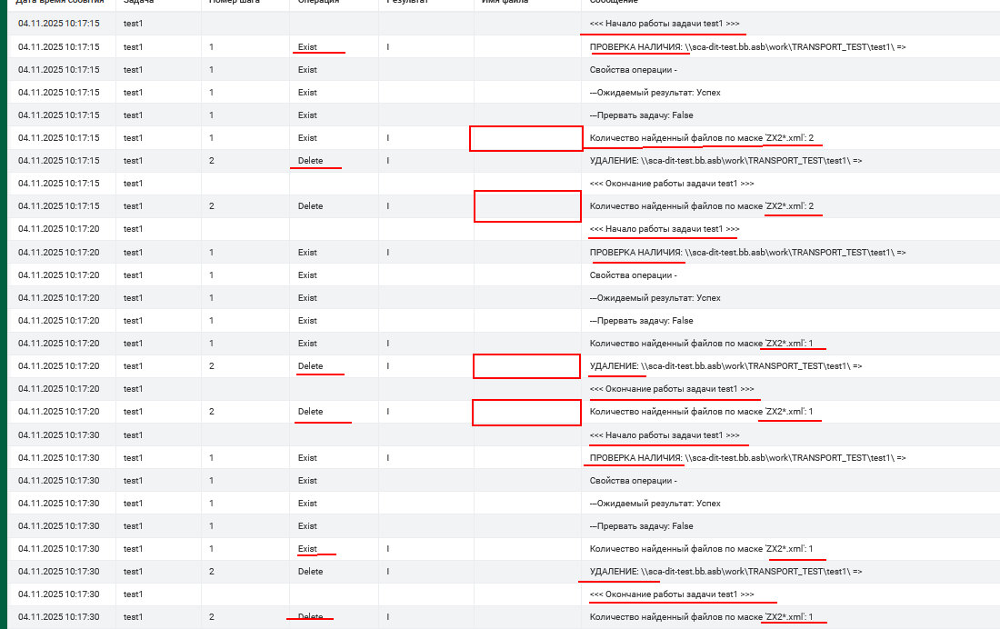 Дата время события Задача Номер шага Операция Результат Имя файла Сообщение
04.11.2025 10:17:15 test1 <<< Начало работы задачи test1 >>>
04.11.2025 10:17:15 test1 1 Exist I ПРОВЕРКА НАЛИЧИЯ: \\sca-dit-test.bb.asb\work\TRANSPORT_TEST\test1\ =>
04.11.2025 10:17:15 test1 1 Exist Свойства операции -
04.11.2025 10:17:15 test1 1 Exist ---Ожидаемый результат: Успех
04.11.2025 10:17:15 test1 1 Exist ---Прервать задачу: False
04.11.2025 10:17:15 test1 1 Exist I Количество найденный файлов по маске 'ZX2*.xml': 2
04.11.2025 10:17:15 test1 2 Delete I УДАЛЕНИЕ: \\sca-dit-test.bb.asb\work\TRANSPORT_TEST\test1\ =>
04.11.2025 10:17:15 test1 <<< Окончание работы задачи test1 >>>
04.11.2025 10:17:15 test1 2 Delete I Количество найденный файлов по маске 'ZX2*.xml': 2
04.11.2025 10:17:20 test1 <<< Начало работы задачи test1 >>>
04.11.2025 10:17:20 test1 1 Exist I ПРОВЕРКА НАЛИЧИЯ: \\sca-dit-test.bb.asb\work\TRANSPORT_TEST\test1\ =>
04.11.2025 10:17:20 test1 1 Exist Свойства операции -
04.11.2025 10:17:20 test1 1 Exist ---Ожидаемый результат: Успех
04.11.2025 10:17:20 test1 1 Exist ---Прервать задачу: False
04.11.2025 10:17:20 test1 1 Exist I Количество найденный файлов по маске 'ZX2*.xml': 1
04.11.2025 10:17:20 test1 2 Delete I УДАЛЕНИЕ: \\sca-dit-test.bb.asb\work\TRANSPORT_TEST\test1\ =>
04.11.2025 10:17:20 test1 <<< Окончание работы задачи test1 >>>
04.11.2025 10:17:20 test1 2 Delete I Количество найденный файлов по маске 'ZX2*.xml': 1
04.11.2025 10:17:30 test1 <<< Начало работы задачи test1 >>>
04.11.2025 10:17:30 test1 1 Exist I ПРОВЕРКА НАЛИЧИЯ: \\sca-dit-test.bb.asb\work\TRANSPORT_TEST\test1\ =>
04.11.2025 10:17:30 test1 1 Exist Свойства операции -
04.11.2025 10:17:30 test1 1 Exist ---Ожидаемый результат: Успех
04.11.2025 10:17:30 test1 1 Exist ---Прервать задачу: False
04.11.2025 10:17:30 test1 1 Exist I Количество найденный файлов по маске 'ZX2*.xml': 1
04.11.2025 10:17:30 test1 2 Delete I УДАЛЕНИЕ: \\sca-dit-test.bb.asb\work\TRANSPORT_TEST\test1\ =>
04.11.2025 10:17:30 test1 <<< Окончание работы задачи test1 >>>
04.11.2025 10:17:30 test1 2 Delete I Количество найденный файлов по маске 'ZX2*.xml': 1